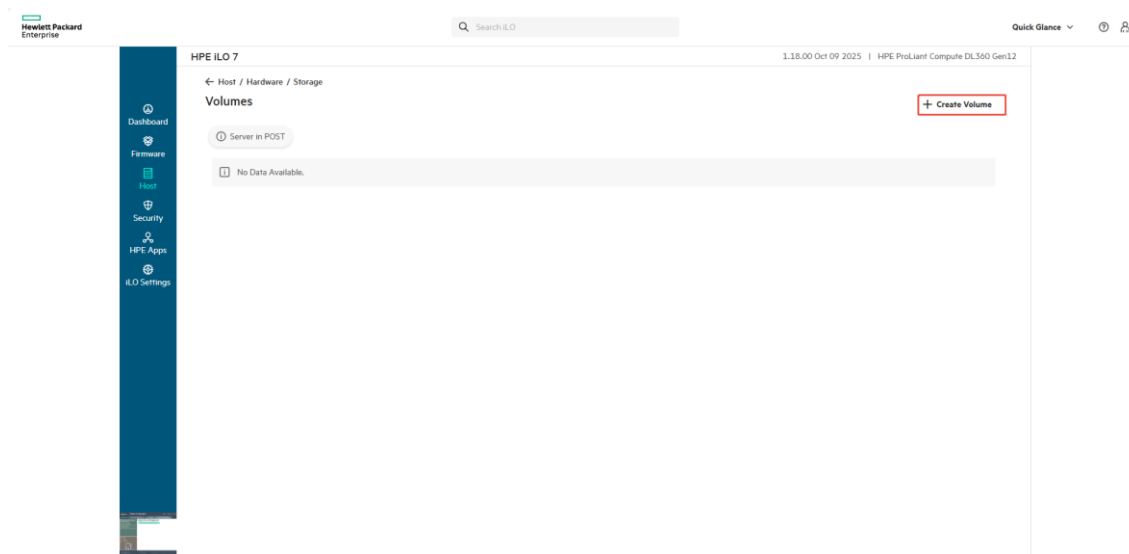 Hewlett Packard
Enterprise
Search iLO
Quick Glance
HPE iLO 7
1.18.00 Oct 09 2025 | HPE ProLiant Compute DL360 Gen12
← Host / Hardware / Storage
Volumes
+ Create Volume
Server in POST
No Data Available.
Dashboard
Firmware
Host
Security
HPE Apps
iLO Settings